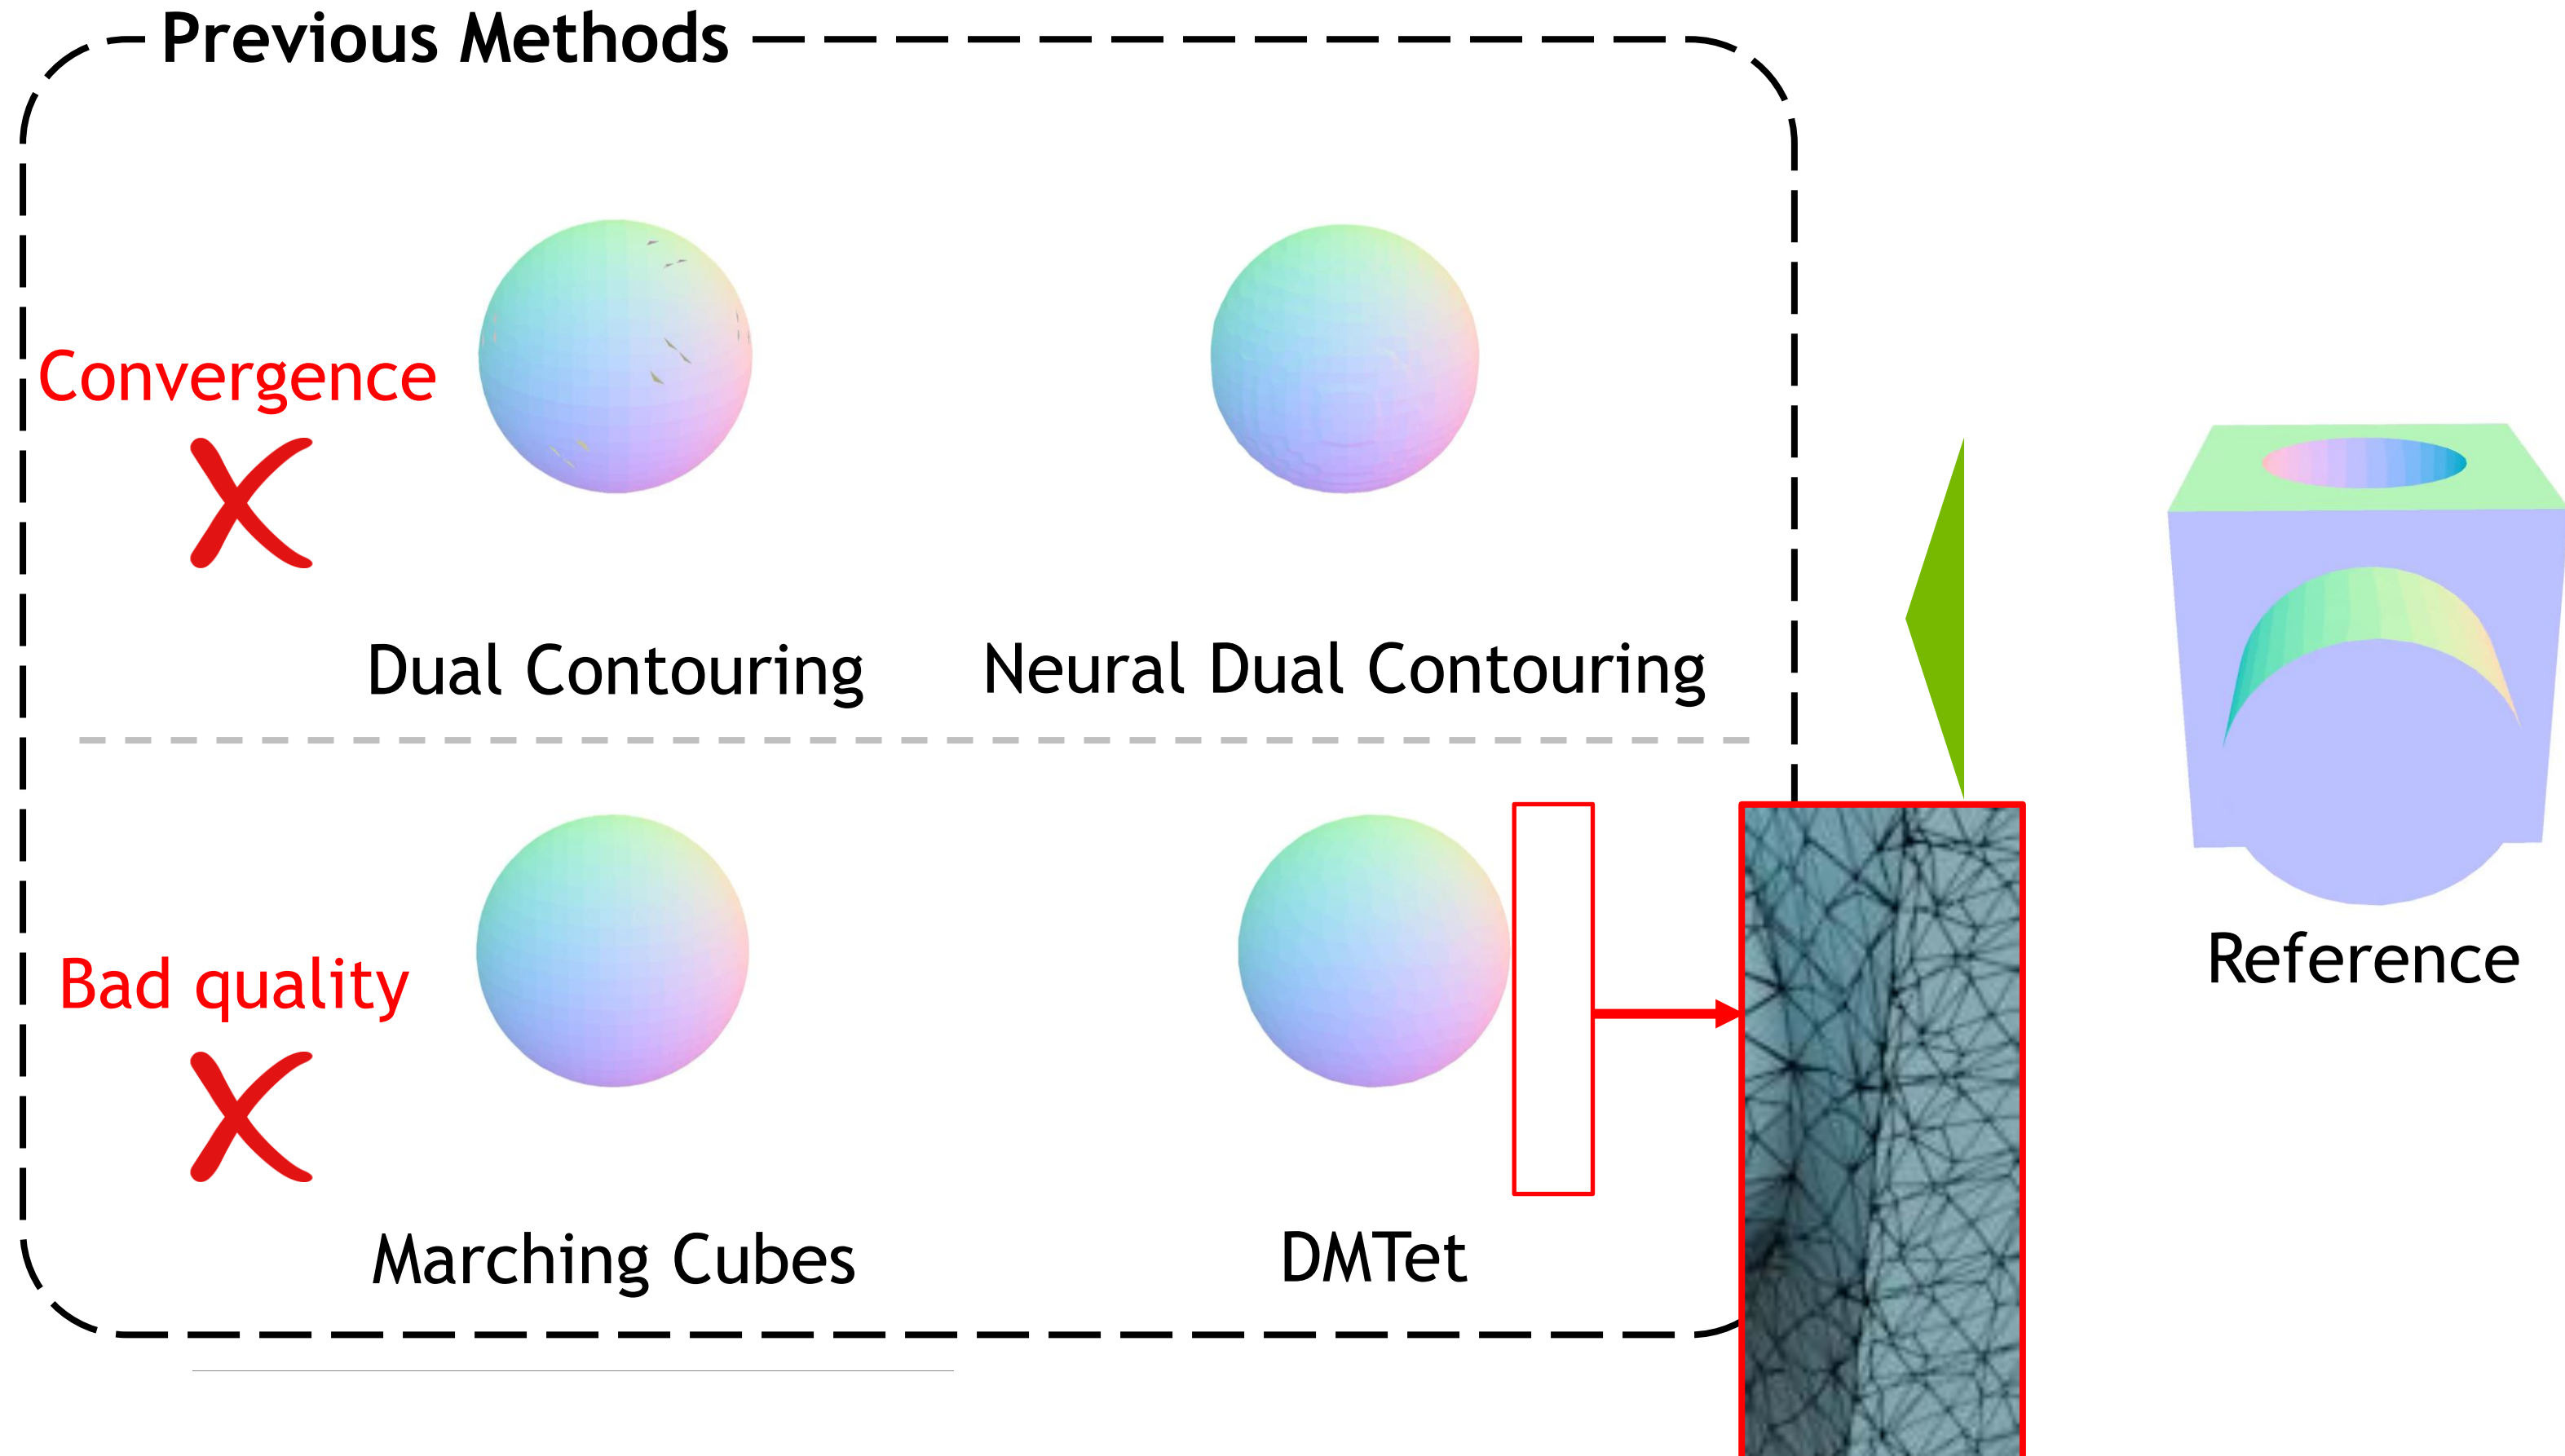 Previous Methods
Convergence
Dual Contouring
Neural Dual Contouring
Bad quality
Marching Cubes
DMTet
Reference